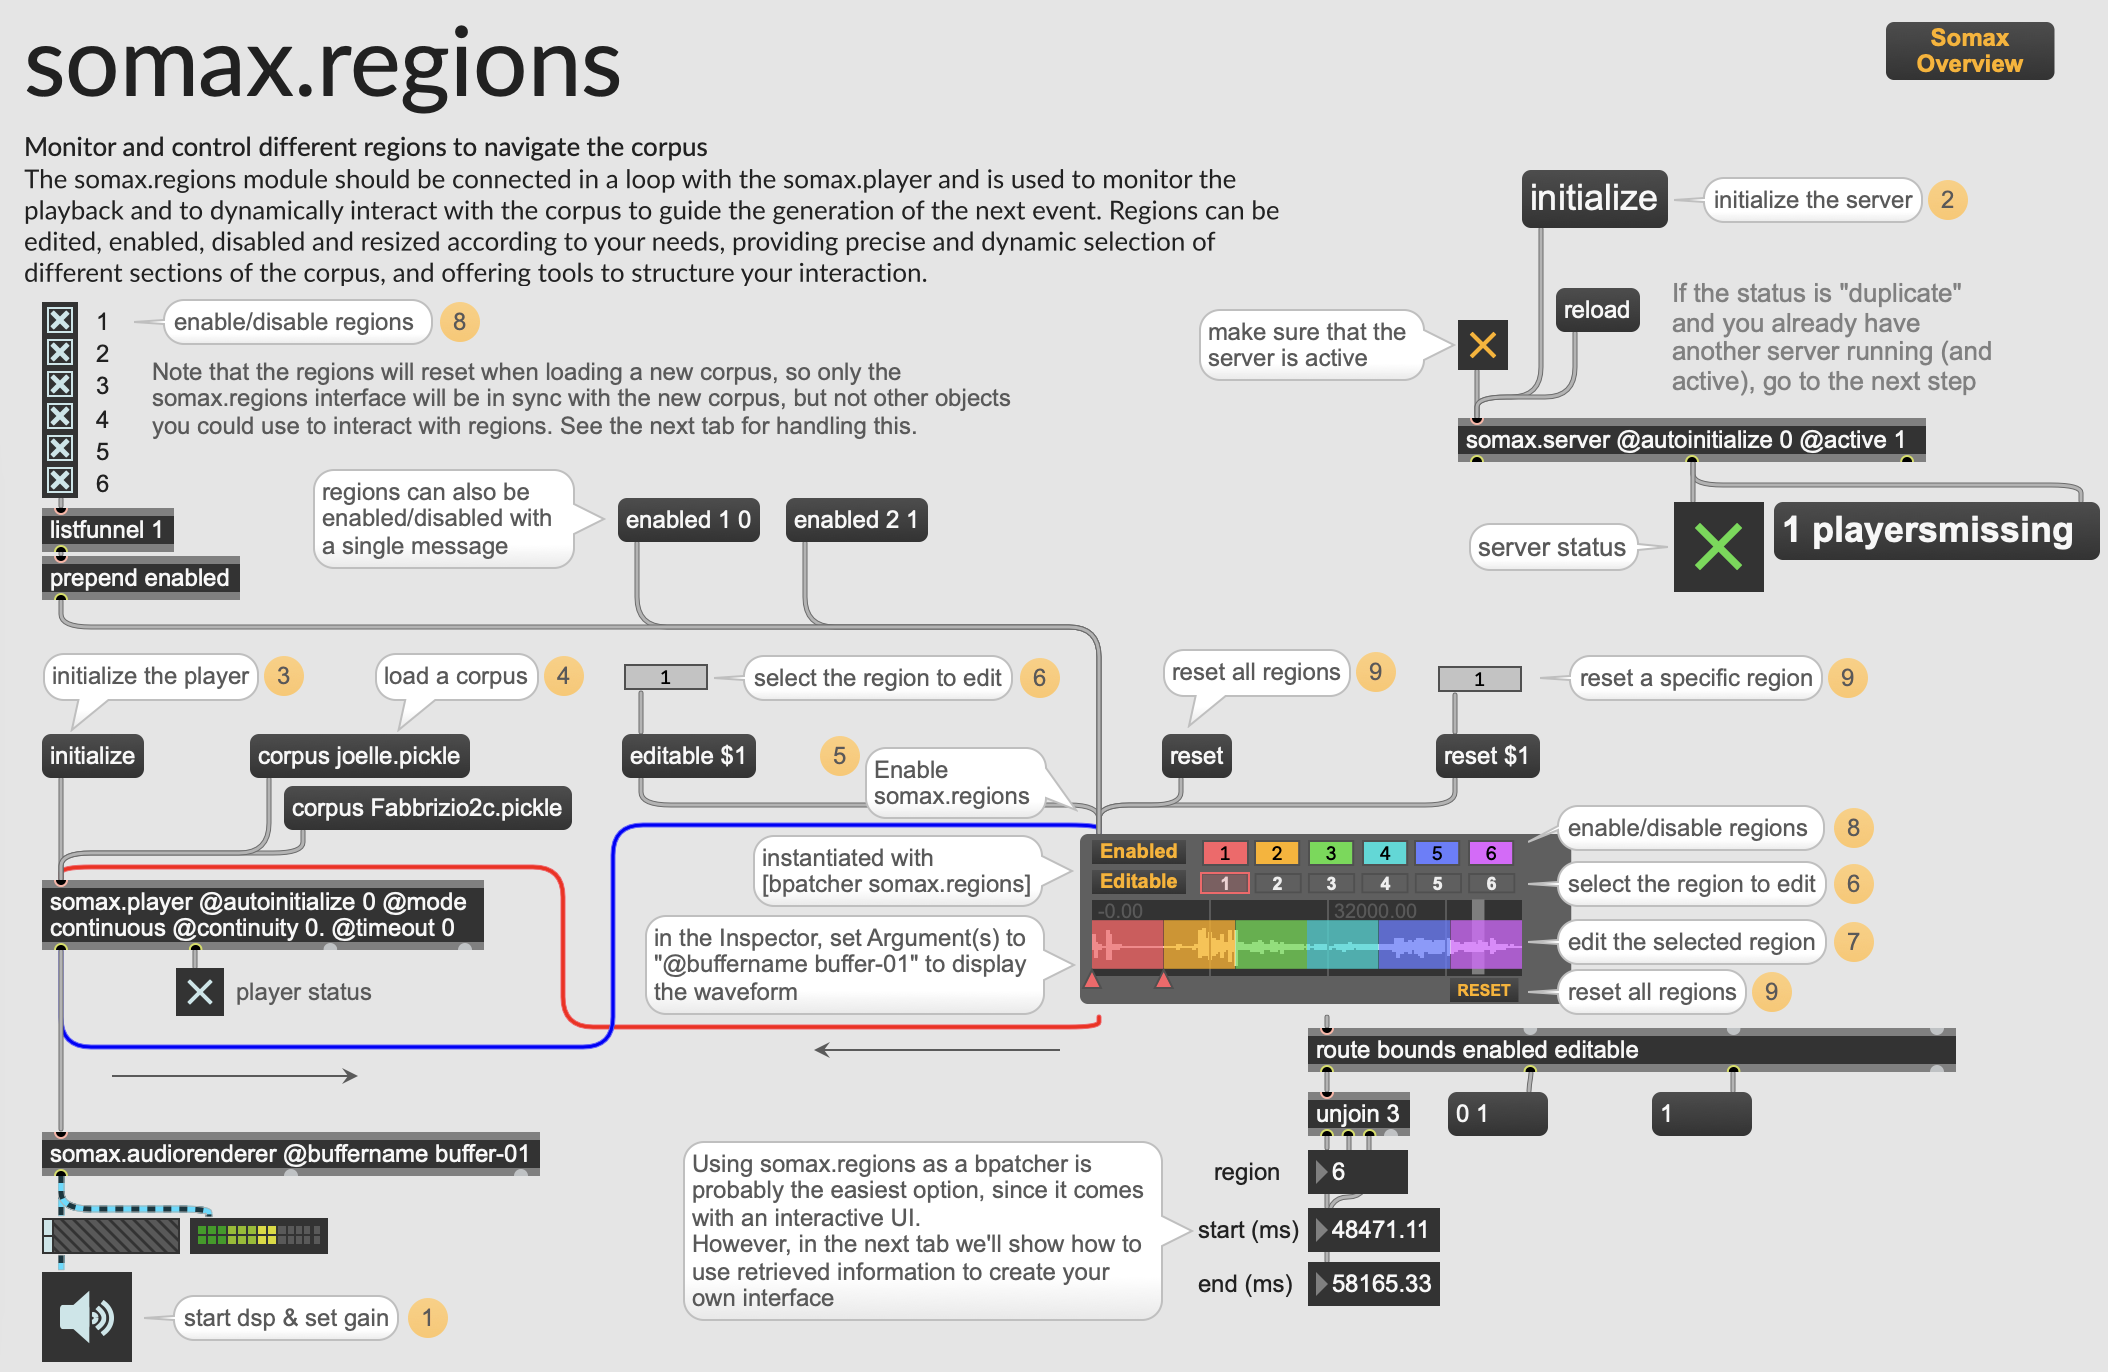 somax.regions
Somax
Overview
Monitor and control different regions to navigate the corpus
The somax.regions module should be connected in a loop with the somax.player and is used to monitor the
playback and to dynamically interact with the corpus to guide the generation of the next event. Regions can be
edited, enabled, disabled and resized according to your needs, providing precise and dynamic selection of
different sections of the corpus, and offering tools to structure your interaction.
initialize
initialize the server
2
1
2
3
4
5
6
enable/disable regions
8
Note that the regions will reset when loading a new corpus, so only the
somax.regions interface will be in sync with the new corpus, but not other objects
you could use to interact with regions. See the next tab for handling this.
make sure that the
server is active
reload
If the status is "duplicate"
and you already have
another server running (and
active), go to the next step
somax.server @autoinitialize 0 @active 1
server status
1 playersmissing
listfunnel 1
prepend enabled
regions can also be
enabled/disabled with
a single message
enabled 1 0
enabled 2 1
initialize the player
3
load a corpus
4
1
select the region to edit
6
reset all regions
9
1
reset a specific region
9
initialize
corpus joelle.pickle
corpus Fabbrizio2c.pickle
editable $1
5
Enable
somax.regions
reset
reset $1
somax.player @autoinitialize 0 @mode
continuous @continuity 0. @timeout 0
player status
instantiated with
[bpatcher somax.regions]
in the Inspector, set Argument(s) to
"@buffername buffer-01" to display
the waveform
Enabled
1
2
3
4
5
6
Editable
1
2
3
4
5
6
-0.00
32000.00
RESET
enable/disable regions
8
select the region to edit
6
edit the selected region
7
reset all regions
9
route bounds enabled editable
unjoin 3
0 1
1
region
6
start (ms)
48471.11
end (ms)
58165.33
Using somax.regions as a bpatcher is
probably the easiest option, since it comes
with an interactive UI.
However, in the next tab we'll show how to
use retrieved information to create your
own interface
somax.audiorenderer @buffername buffer-01
start dsp & set gain
1